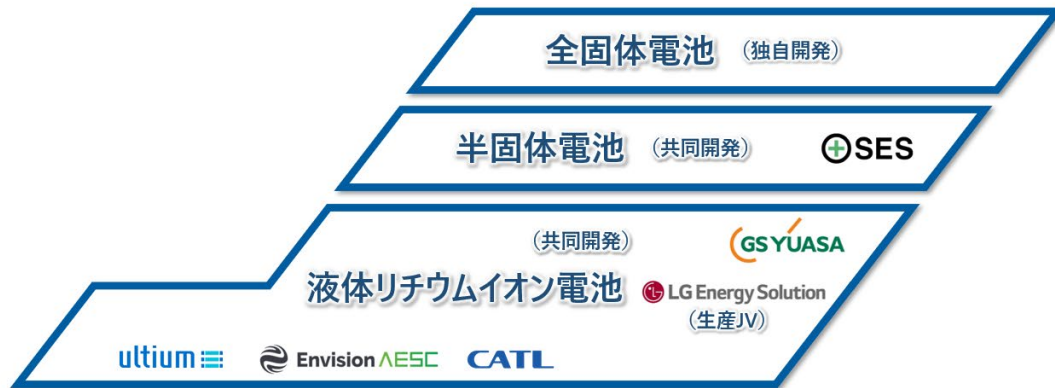 全固体電池 （独自開発）
半固体電池 （共同開発） SES
（共同開発） GS YUASA
液体リチウムイオン電池 LG Energy Solution
（生産JV）
ultium Envision AESC CATL